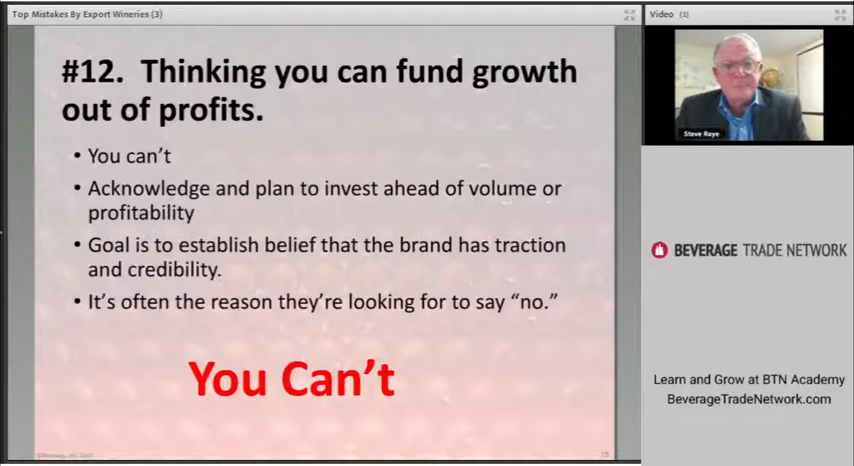 Top Mistakes By Export Wineries (3)
Video (1)
#12. Thinking you can fund growth
out of profits.
• You can’t
• Acknowledge and plan to invest ahead of volume or
profitability
• Goal is to establish belief that the brand has traction
and credibility.
• It’s often the reason they’re looking for to say “no.”
You Can’t
Steve Raye
BEVERAGE TRADE NETWORK
Learn and Grow at BTN Academy
BeverageTradeNetwork.com